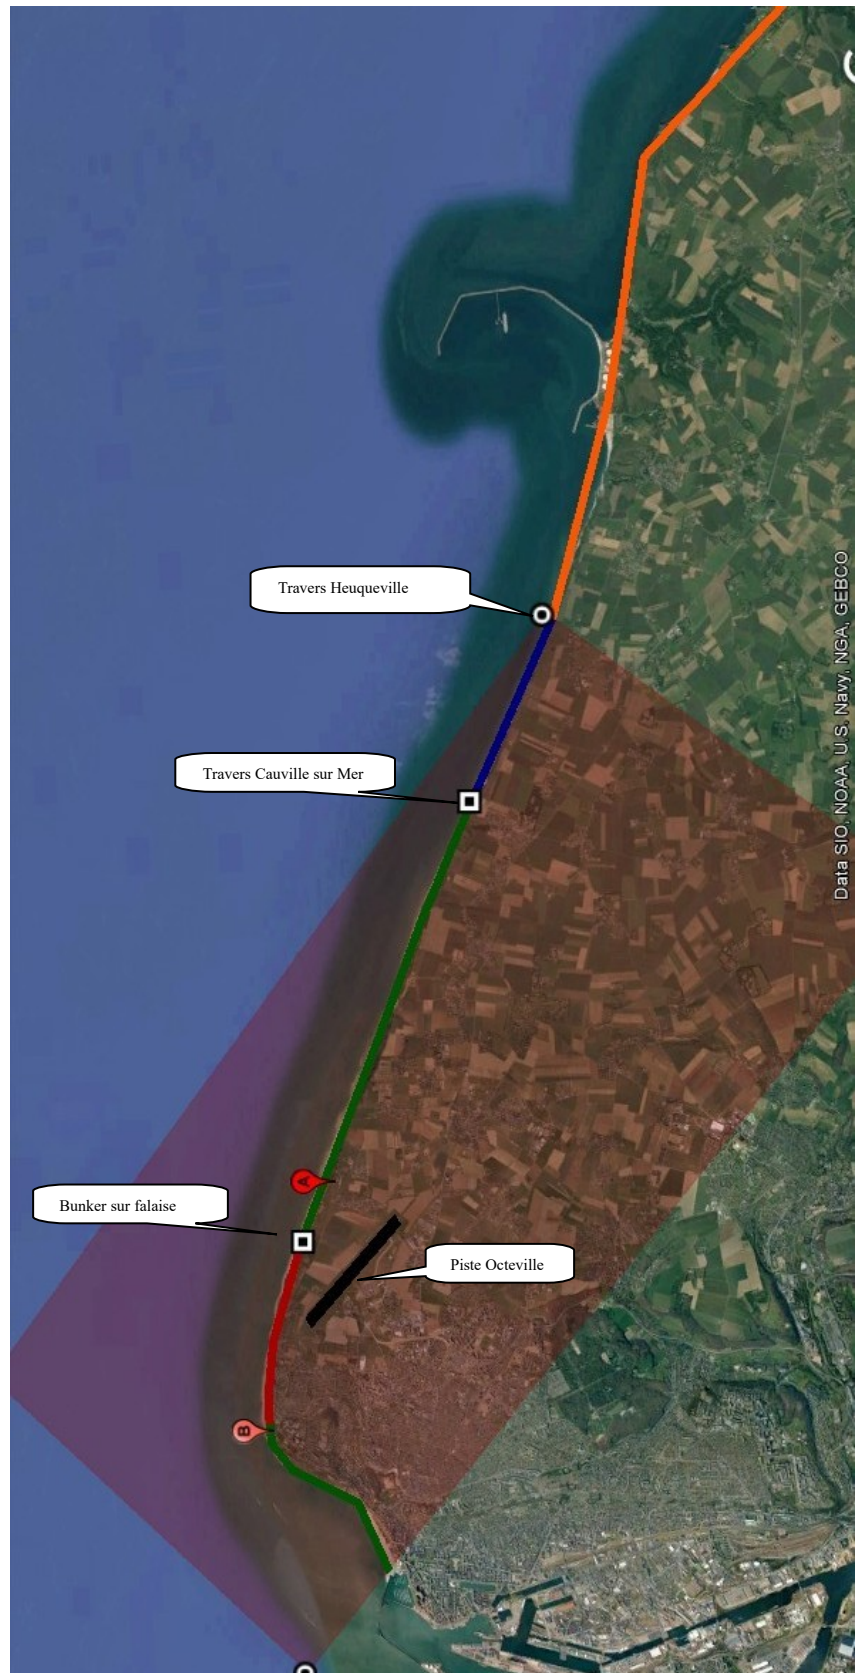 Travers Heuqueville
Travers Cauville sur Mer
A
Bunker sur falaise
Piste Octeville
B
Data SIO, NOAA, U.S. Navy, NGA, GEBCO